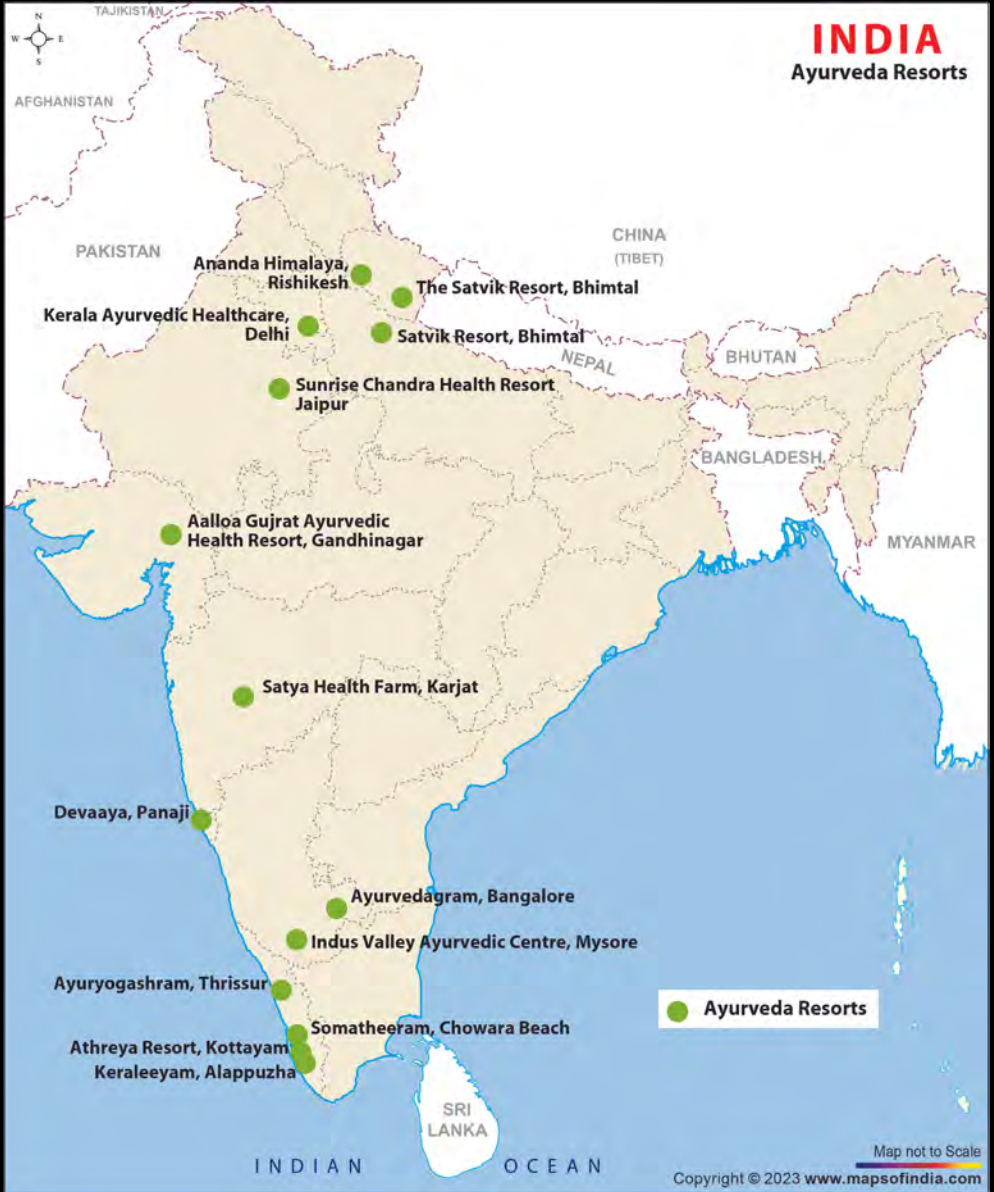 TAJIKISTAN
N
W E
S
INDIA
Ayurveda Resorts
AFGHANISTAN
PAKISTAN
CHINA
(TIBET)
Ananda Himalaya,
Rishikesh
The Satvik Resort, Bhimtal
Kerala Ayurvedic Healthcare,
Delhi
Satvik Resort, Bhimtal
NEPAL
BHUTAN
Sunrise Chandra Health Resort
Jaipur
BANGLADESH
Aalloa Gujrat Ayurvedic
Health Resort, Gandhinagar
MYANMAR
Satya Health Farm, Karjat
Devaaya, Panaji
Ayurvedagram, Bangalore
Indus Valley Ayurvedic Centre, Mysore
Ayuryogashram, Thrissur
Ayurveda Resorts
Somatheeram, Chowara Beach
Athreya Resort, Kottayam
Keraleeyam, Alappuzha
SRI
LANKA
INDIAN OCEAN
Map not to Scale
Copyright © 2023 www.mapsofindia.com